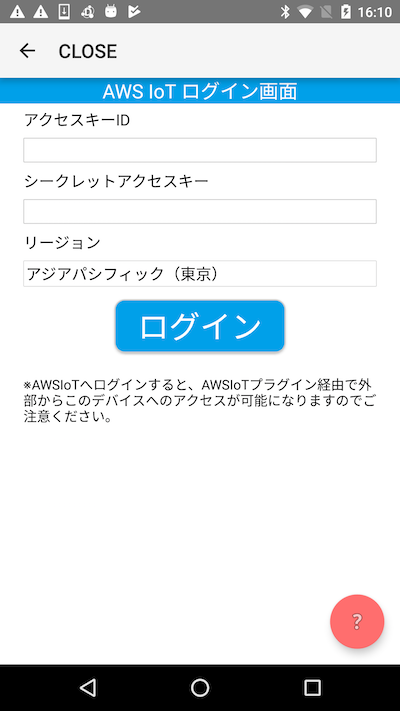 16:10
CLOSE
AWS IoT ログイン画面
アクセスキーID
シークレットアクセスキー
リージョン
アジアパシフィック（東京）
ログイン
※AWSIoTへログインすると、AWSIoTプラグイン経由で外
部からこのデバイスへのアクセスが可能になりますのでご
注意ください。
?